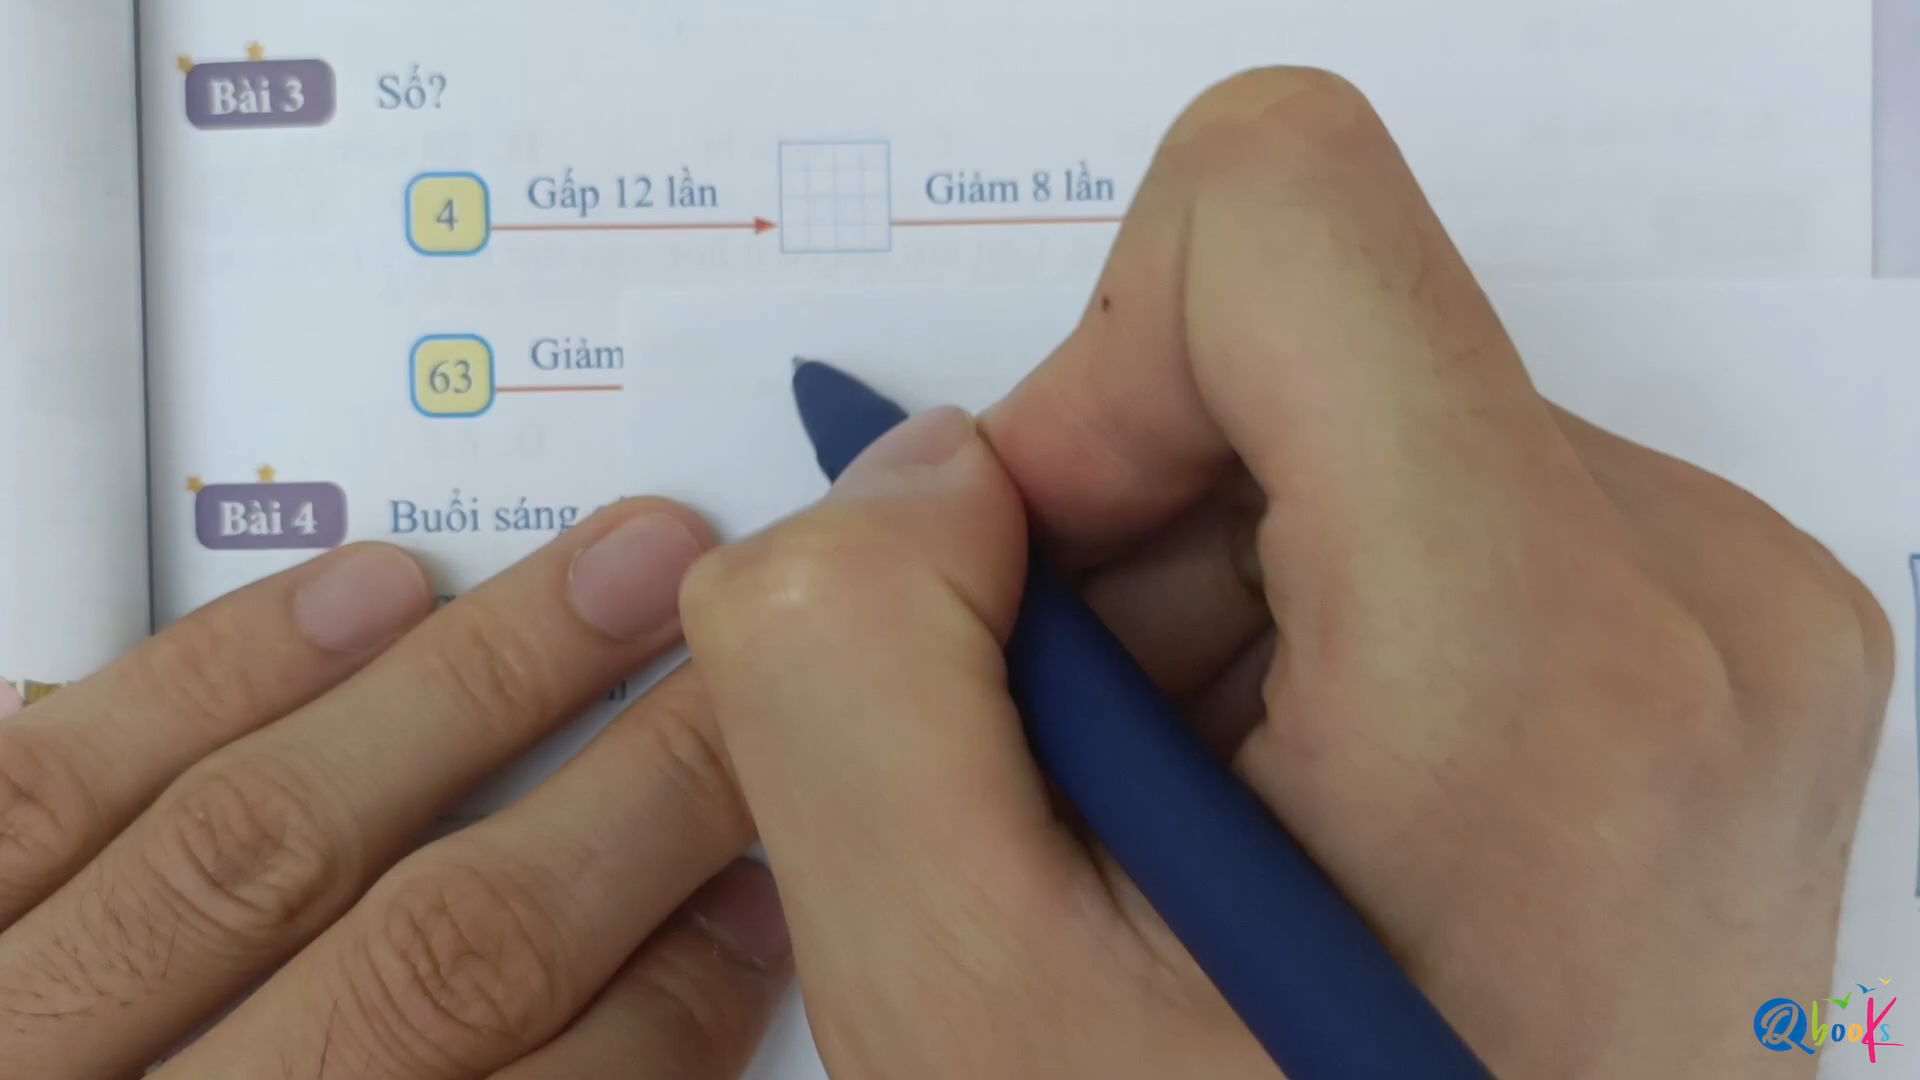 Bài 3 Số?
4 Gấp 12 lần Giảm 8 lần
63 Giảm
Bài 4 Buổi sáng
Qbooks